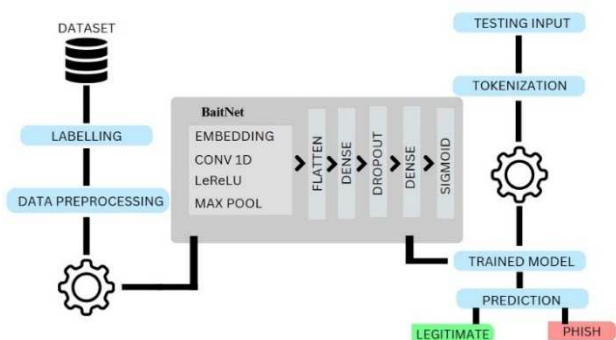 DATASET
LABELLING
DATA PREPROCESSING
BaitNet
EMBEDDING
CONV 1D
LeReLU
MAX POOL
FLATTEN
DENSE
DROPOUT
DENSE
SIGMOID
TESTING INPUT
TOKENIZATION
TRAINED MODEL
PREDICTION
LEGITIMATE
PHISH